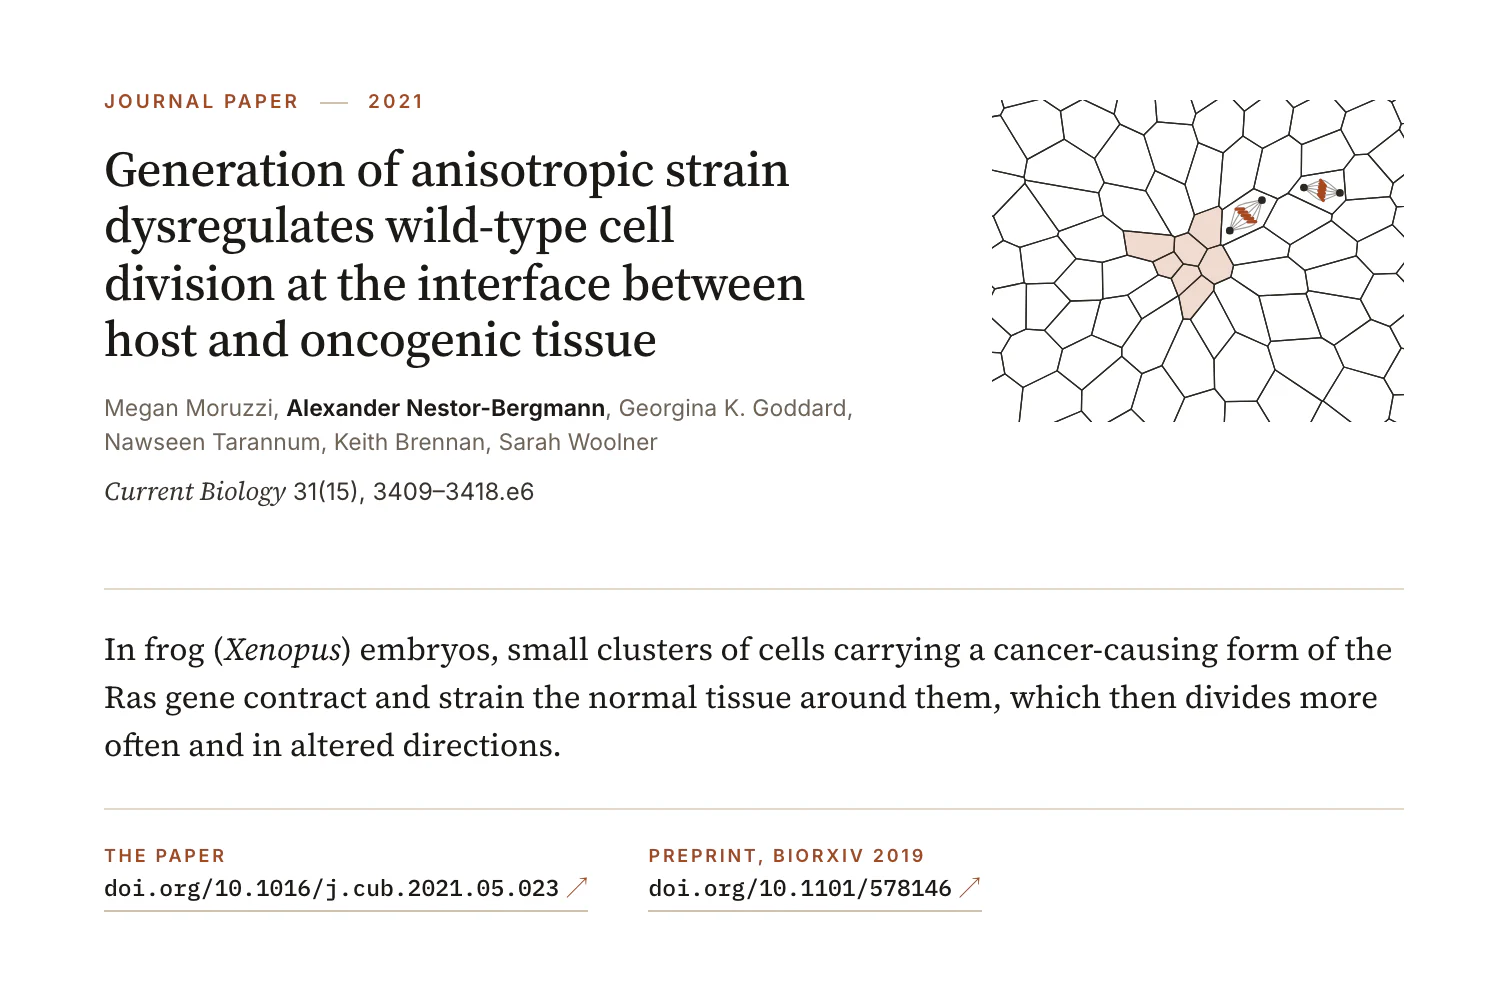 JOURNAL PAPER — 2021
Generation of anisotropic strain
dysregulates wild-type cell
division at the interface between
host and oncogenic tissue
Megan Moruzzi, Alexander Nestor-Bergmann, Georgina K. Goddard,
Nawseen Tarannum, Keith Brennan, Sarah Woolner
Current Biology 31(15), 3409–3418.e6
In frog (Xenopus) embryos, small clusters of cells carrying a cancer-causing form of the
Ras gene contract and strain the normal tissue around them, which then divides more
often and in altered directions.
THE PAPER
doi.org/10.1016/j.cub.2021.05.023 ↗
PREPRINT, BIORXIV 2019
doi.org/10.1101/578146 ↗